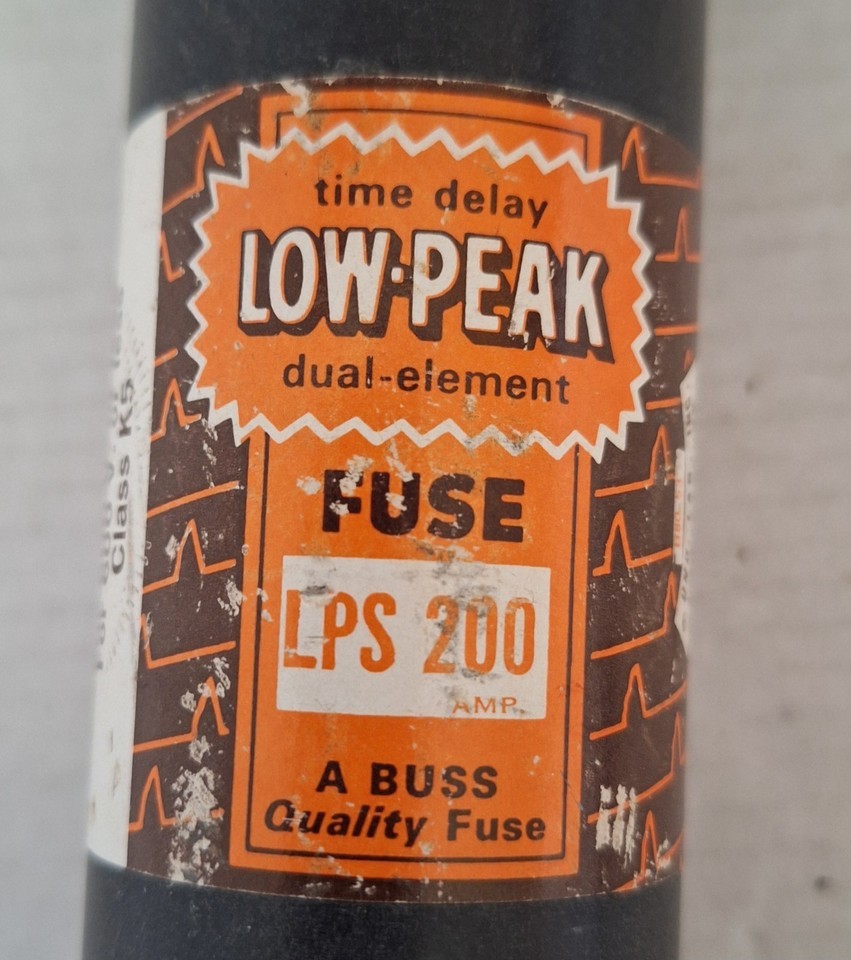 time delay
LOW-PEAK
dual-element
FUSE
LPS 200
AMP.
A BUSS
Quality Fuse
Class K5